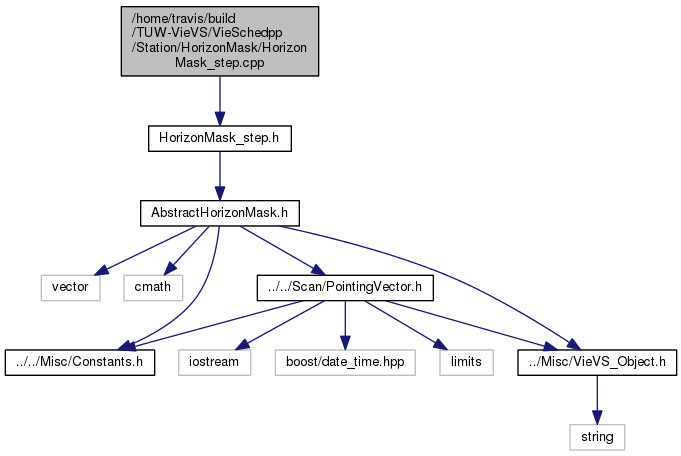 /home/travis/build
/TUW-VieVS/VieSchedpp
/Station/HorizonMask/Horizon
Mask_step.cpp
HorizonMask_step.h
AbstractHorizonMask.h
vector
cmath
../../Scan/PointingVector.h
../../Misc/Constants.h
iostream
boost/date_time.hpp
limits
../Misc/VieVS_Object.h
string